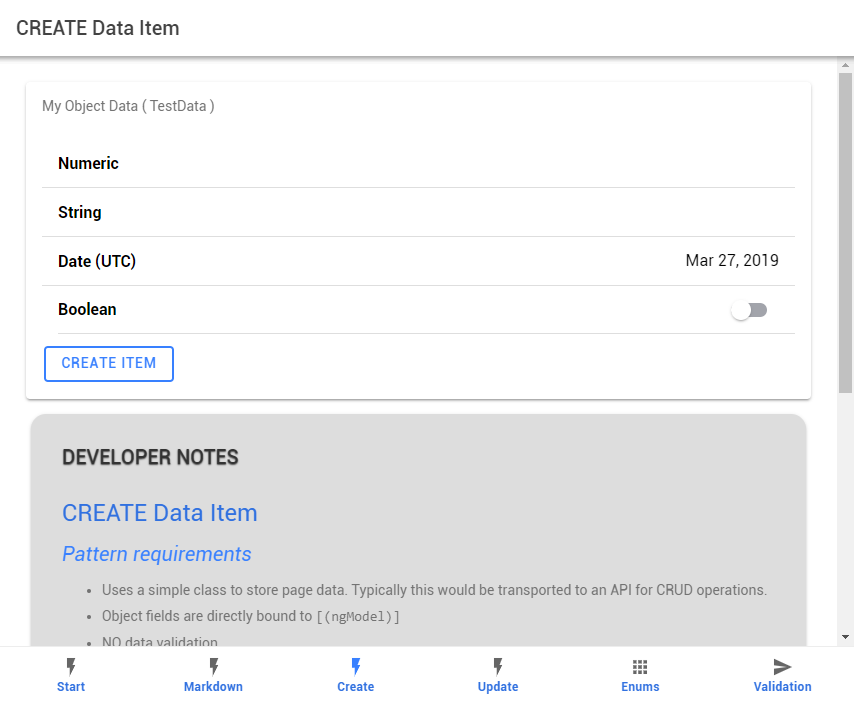 CREATE Data Item
My Object Data ( TestData )
Numeric
String
Date (UTC)
Mar 27, 2019
Boolean
CREATE ITEM
DEVELOPER NOTES
CREATE Data Item
Pattern requirements
• Uses a simple class to store page data. Typically this would be transported to an API for CRUD operations.
• Object fields are directly bound to [(ngModel)]
• NO data validation
Start
Markdown
Create
Update
Enums
Validation